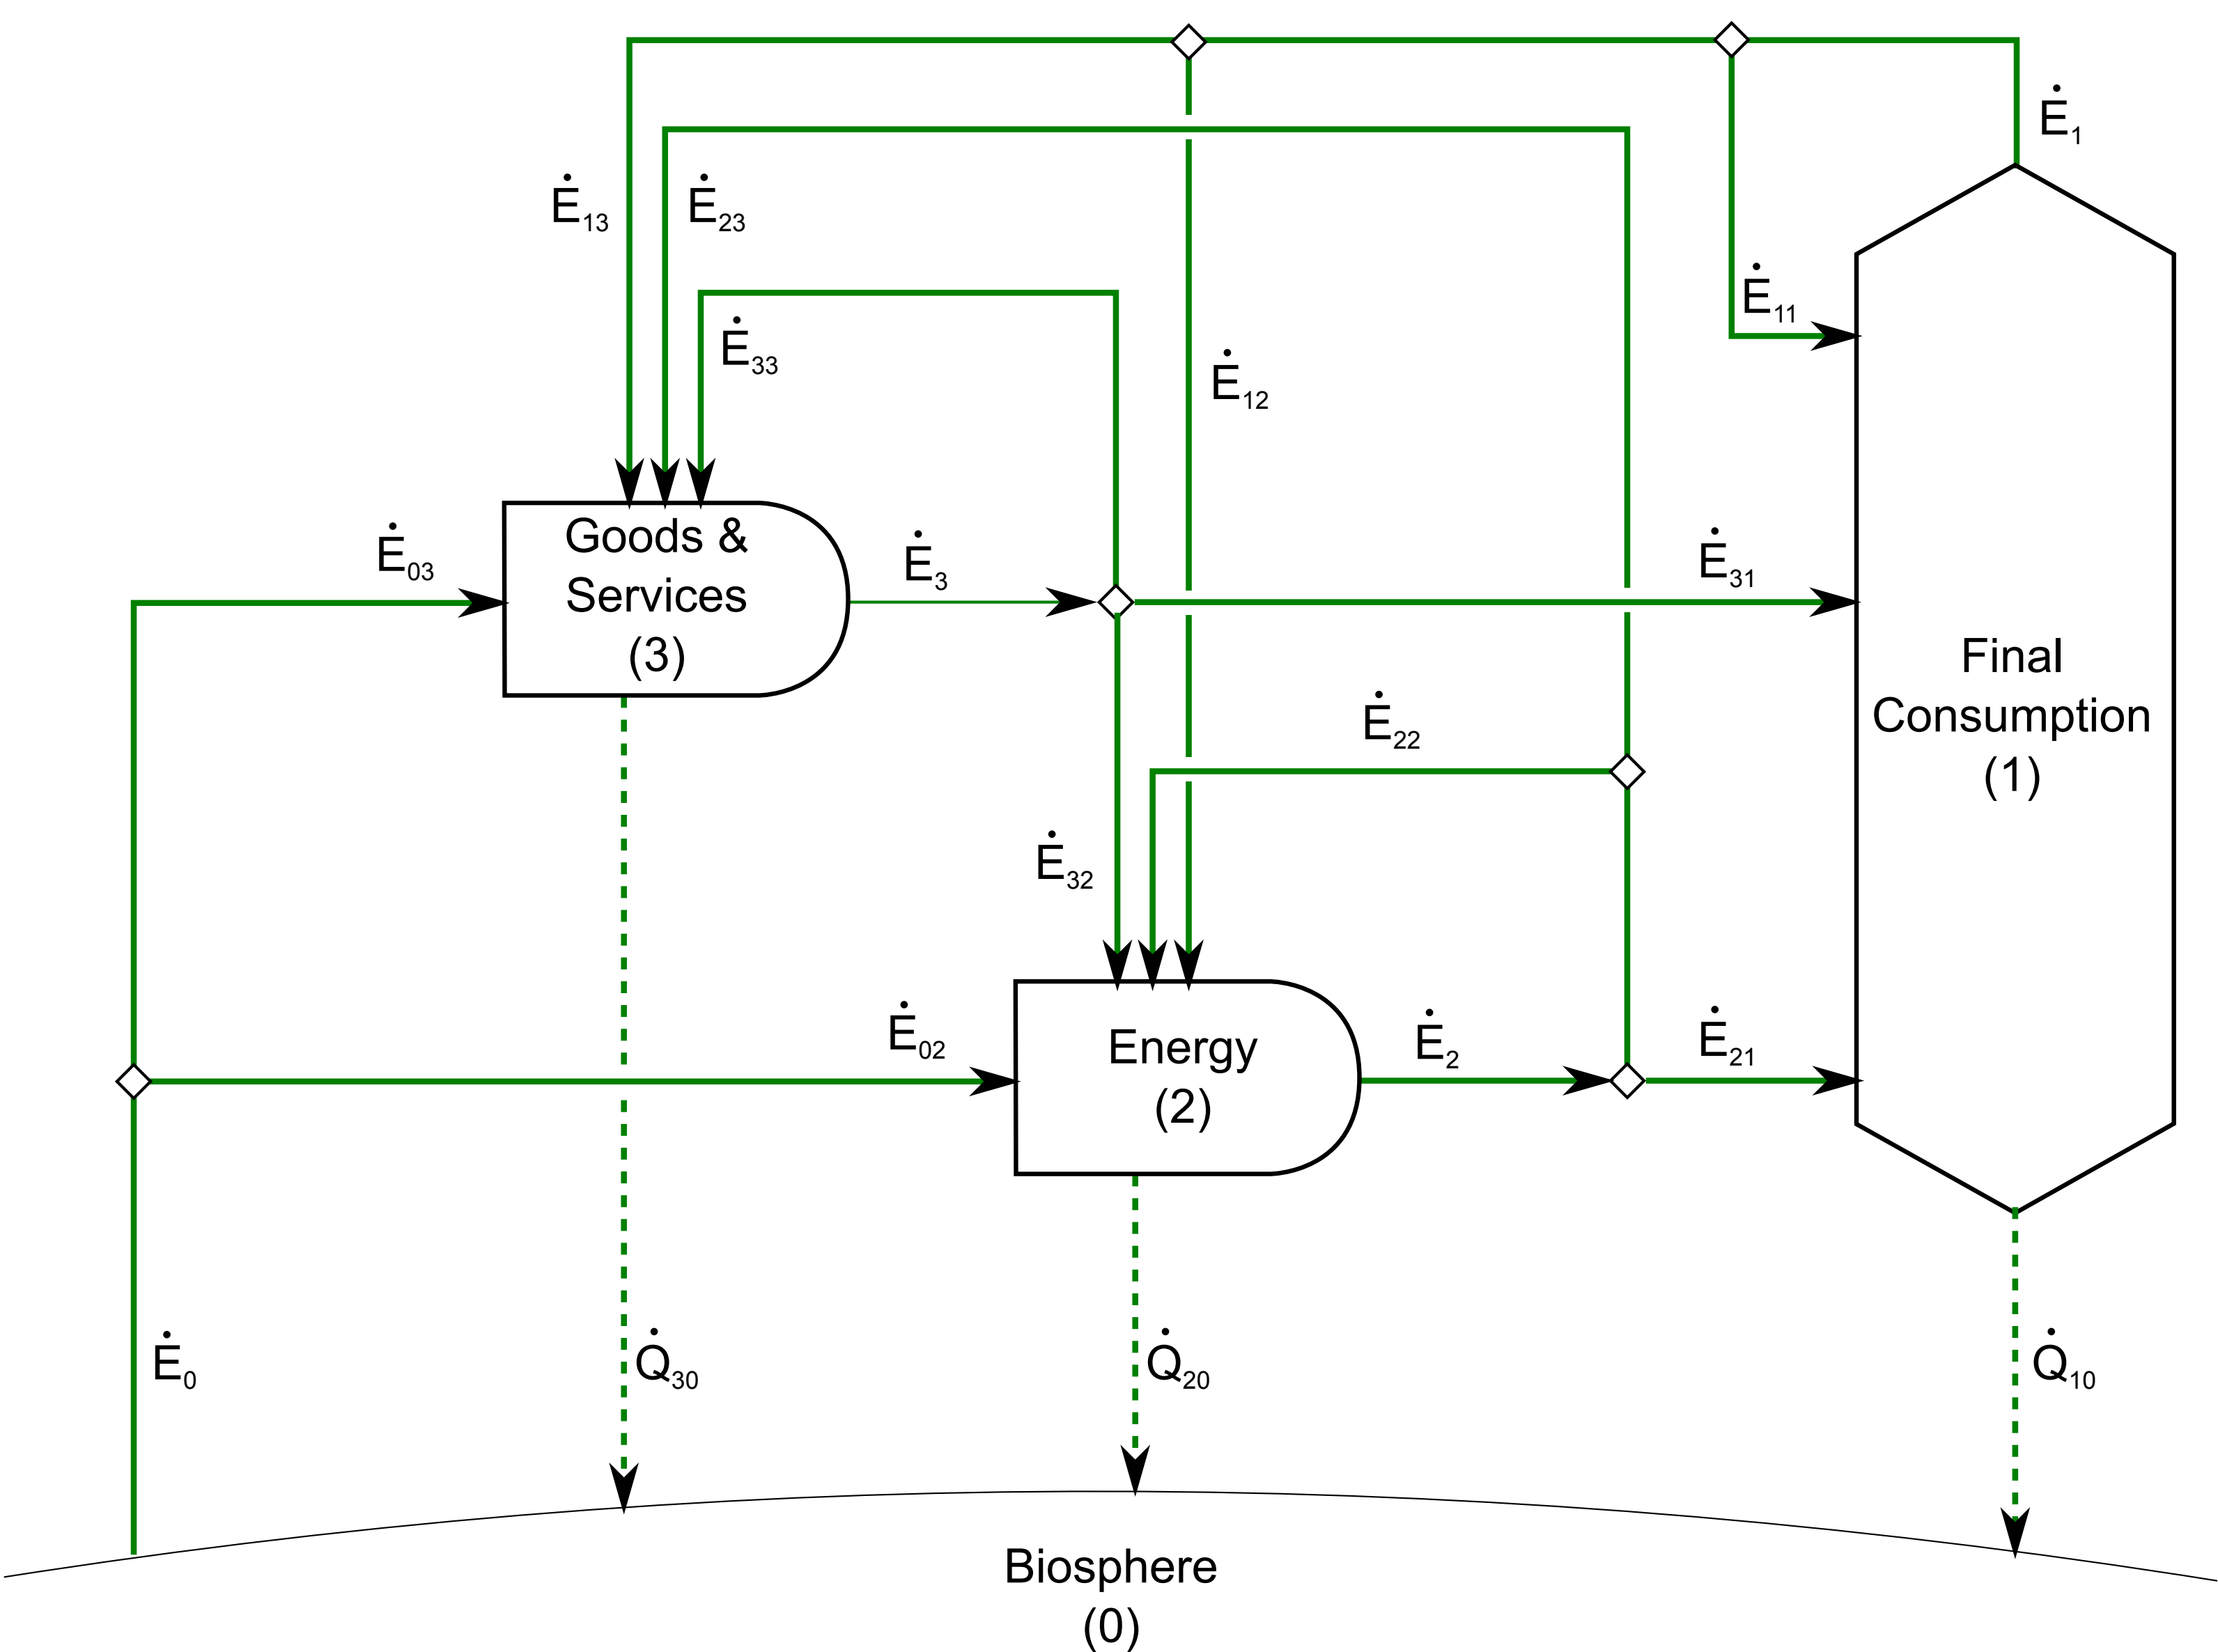 Ė₁
Ė₁₃
Ė₂₃
Ė₁₁
Ė₃₃
Ė₁₂
Goods &
Services
(3)
Ė₀₃
Ė₃
Ė₃₁
Final
Consumption
(1)
Ė₂₂
Ė₃₂
Ė₀₂
Energy
(2)
Ė₂
Ė₂₁
Ė₀
Q̇₃₀
Q̇₂₀
Q̇₁₀
Biosphere
(0)